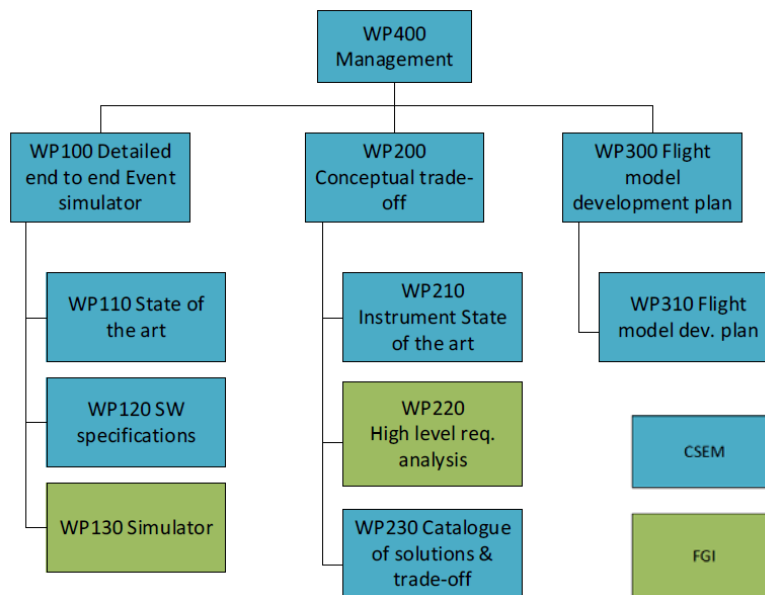 WP400
Management
WP100 Detailed
end to end Event
simulator
WP200
Conceptual trade-
off
WP300 Flight
model
development plan
WP110 State of
the art
WP210
Instrument State
of the art
WP310 Flight
model dev. plan
WP120 SW
specifications
WP220
High level req.
analysis
CSEM
WP130 Simulator
WP230 Catalogue
of solutions &
trade-off
FGI